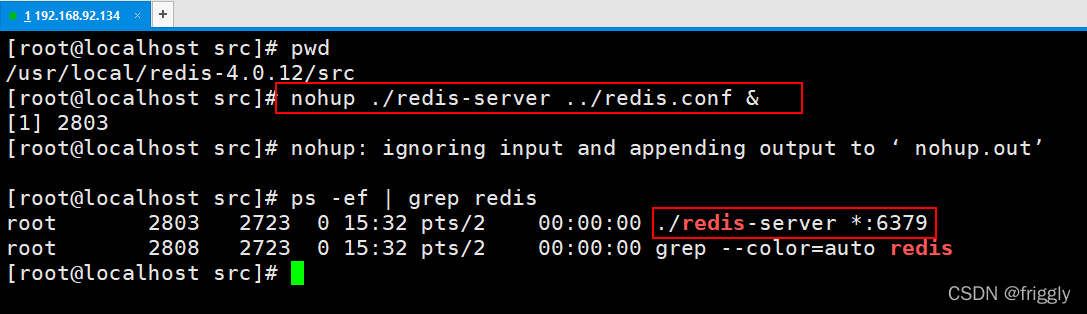 1 192.168.92.134 × +
[root@localhost src]# pwd
/usr/local/redis-4.0.12/src
[root@localhost src]# nohup ./redis-server ../redis.conf &
[1] 2803
[root@localhost src]# nohup: ignoring input and appending output to ‘ nohup.out’
[root@localhost src]# ps -ef | grep redis
root      2803   2723  0 15:32 pts/2    00:00:00 ./redis-server *:6379
root      2808   2723  0 15:32 pts/2    00:00:00 grep --color=auto redis
[root@localhost src]#
CSDN @friggly